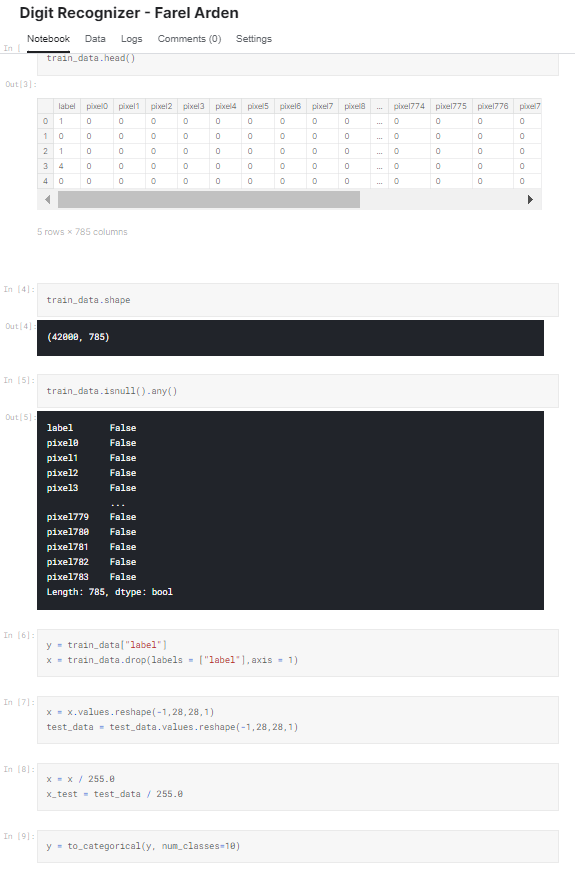 Digit Recognizer - Farel Arden
Notebook Data Logs Comments (0) Settings
In [
train_data.head()
Out[3]:
label pixel0 pixel1 pixel2 pixel3 pixel4 pixel5 pixel6 pixel7 pixel8 ... pixel774 pixel775 pixel776 pixel7
0 1 0 0 0 0 0 0 0 0 0 ... 0 0 0 0
1 0 0 0 0 0 0 0 0 0 0 ... 0 0 0 0
2 1 0 0 0 0 0 0 0 0 0 ... 0 0 0 0
3 4 0 0 0 0 0 0 0 0 0 ... 0 0 0 0
4 0 0 0 0 0 0 0 0 0 0 ... 0 0 0 0
5 rows × 785 columns
In [4]:
train_data.shape
Out[4]:
(42000, 785)
In [5]:
train_data.isnull().any()
Out[5]:
label False
pixel0 False
pixel1 False
pixel2 False
pixel3 False
...
pixel779 False
pixel780 False
pixel781 False
pixel782 False
pixel783 False
Length: 785, dtype: bool
In [6]:
y = train_data["label"]
x = train_data.drop(labels = ["label"],axis = 1)
In [7]:
x = x.values.reshape(-1,28,28,1)
test_data = test_data.values.reshape(-1,28,28,1)
In [8]:
x = x / 255.0
x_test = test_data / 255.0
In [9]:
y = to_categorical(y, num_classes=10)